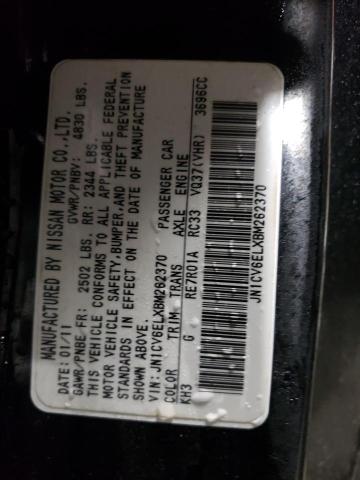 MANUFACTURED BY NISSAN MOTOR CO.,LTD.
DATE: 01/11 GVWR/PNBV: 4830 LBS.
GAWR/PNBE FR: 2502 LBS. RR: 2344 LBS.
THIS VEHICLE CONFORMS TO ALL APPLICABLE FEDERAL
MOTOR VEHICLE SAFETY,BUMPER,AND THEFT PREVENTION
STANDARDS IN EFFECT ON THE DATE OF MANUFACTURE
SHOWN ABOVE.
VIN: JN1CV6ELXBM262370 PASSENGER CAR
COLOR TRIM TRANS AXLE ENGINE
KH3 G RE7R01A RC33 VQ37(VHR) 3696CC
JN1CV6ELXBM262370